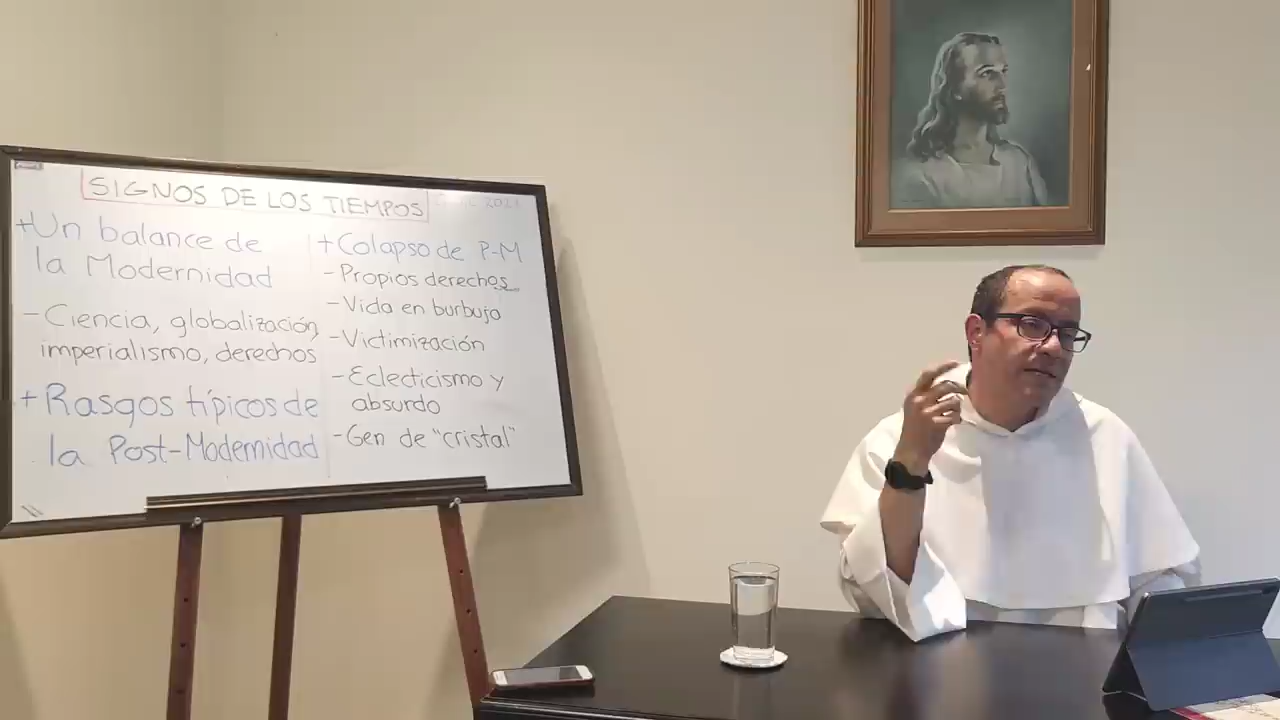 SIGNOS DE LOS TIEMPOS
+Un balance de
la Modernidad
-Ciencia, globalización,
imperialismo, derechos
+Rasgos típicos de
la Post-Modernidad
+Colapso de P-M
-Propios derechos
-Vida en burbuja
-Victimización
-Eclecticismo y
absurdo
-Gen de "cristal"